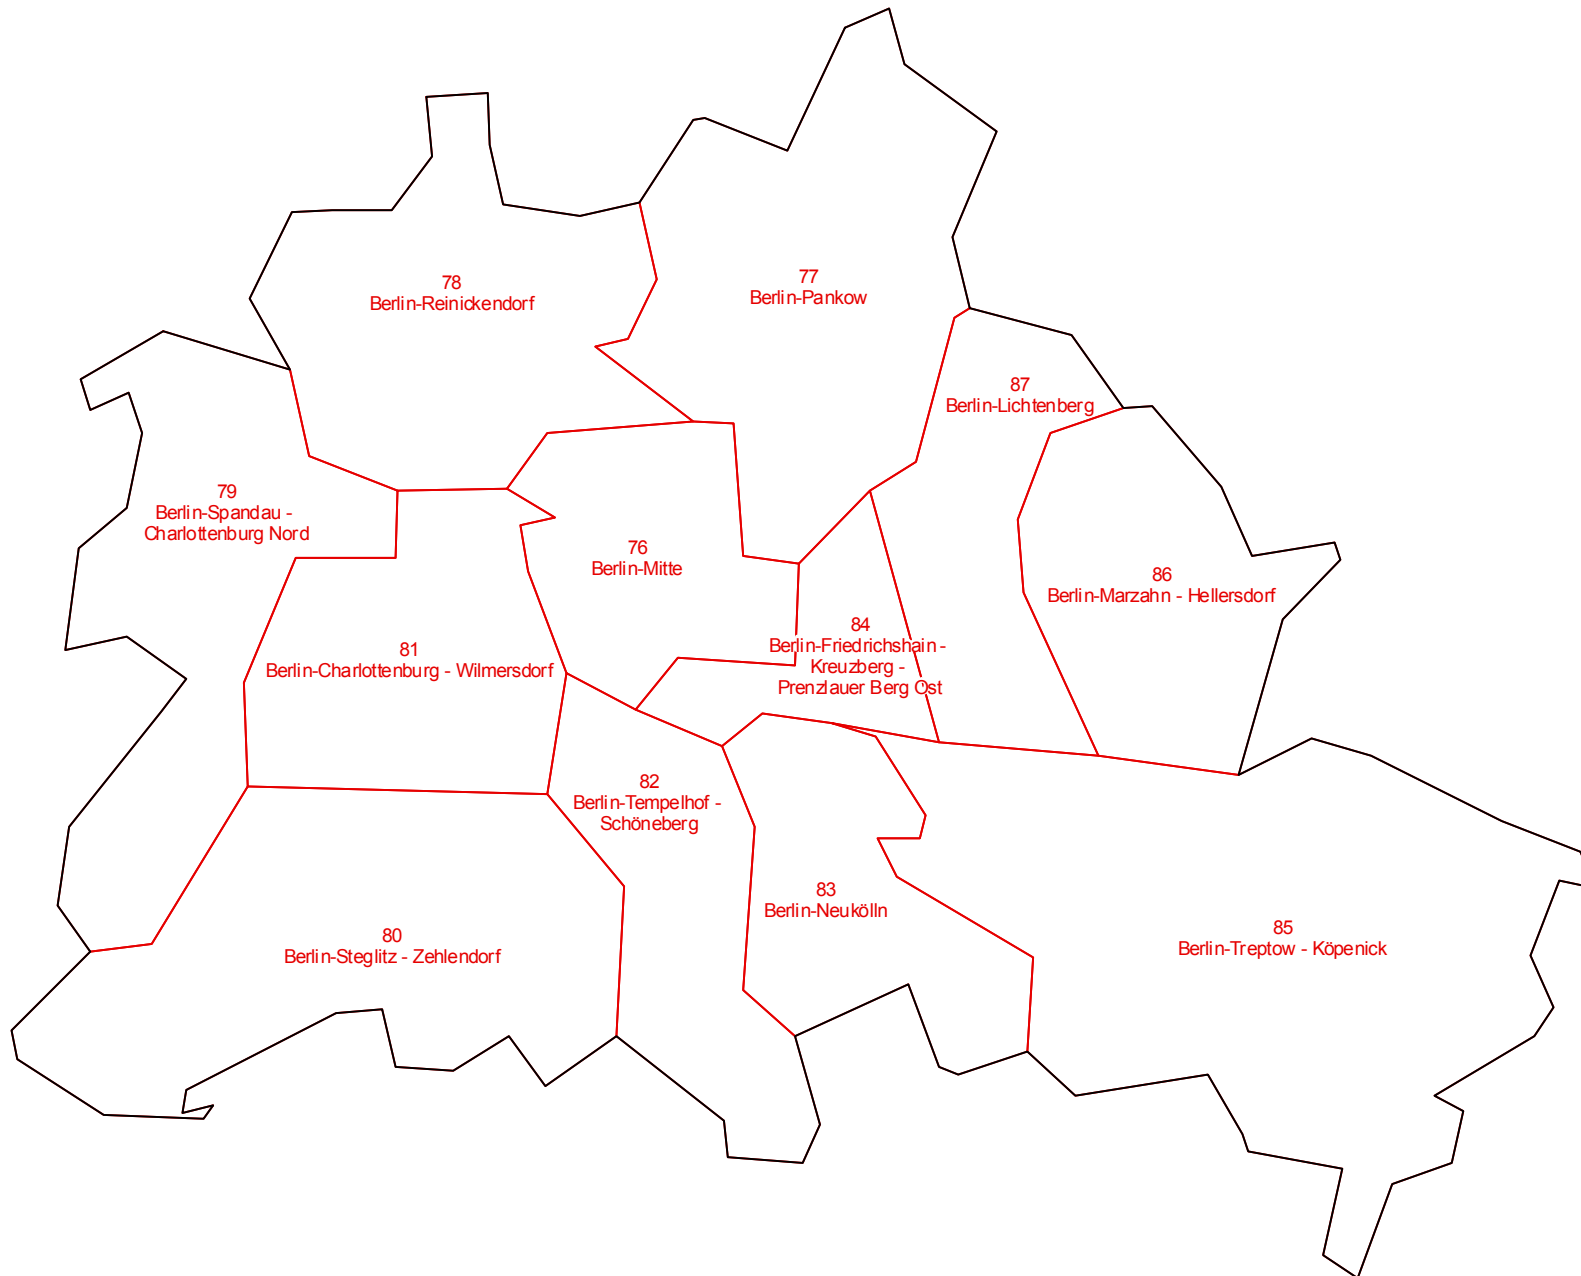 77
Berlin-Pankow
78
Berlin-Reinickendorf
87
Berlin-Lichtenberg
79
Berlin-Spandau -
Charlottenburg Nord
76
Berlin-Mitte
86
Berlin-Marzahn - Hellersdorf
84
Berlin-Friedrichshain -
Kreuzberg -
Prenzlauer Berg Ost
81
Berlin-Charlottenburg - Wilmersdorf
82
Berlin-Tempelhof -
Schöneberg
83
Berlin-Neukölln
85
Berlin-Treptow - Köpenick
80
Berlin-Steglitz - Zehlendorf